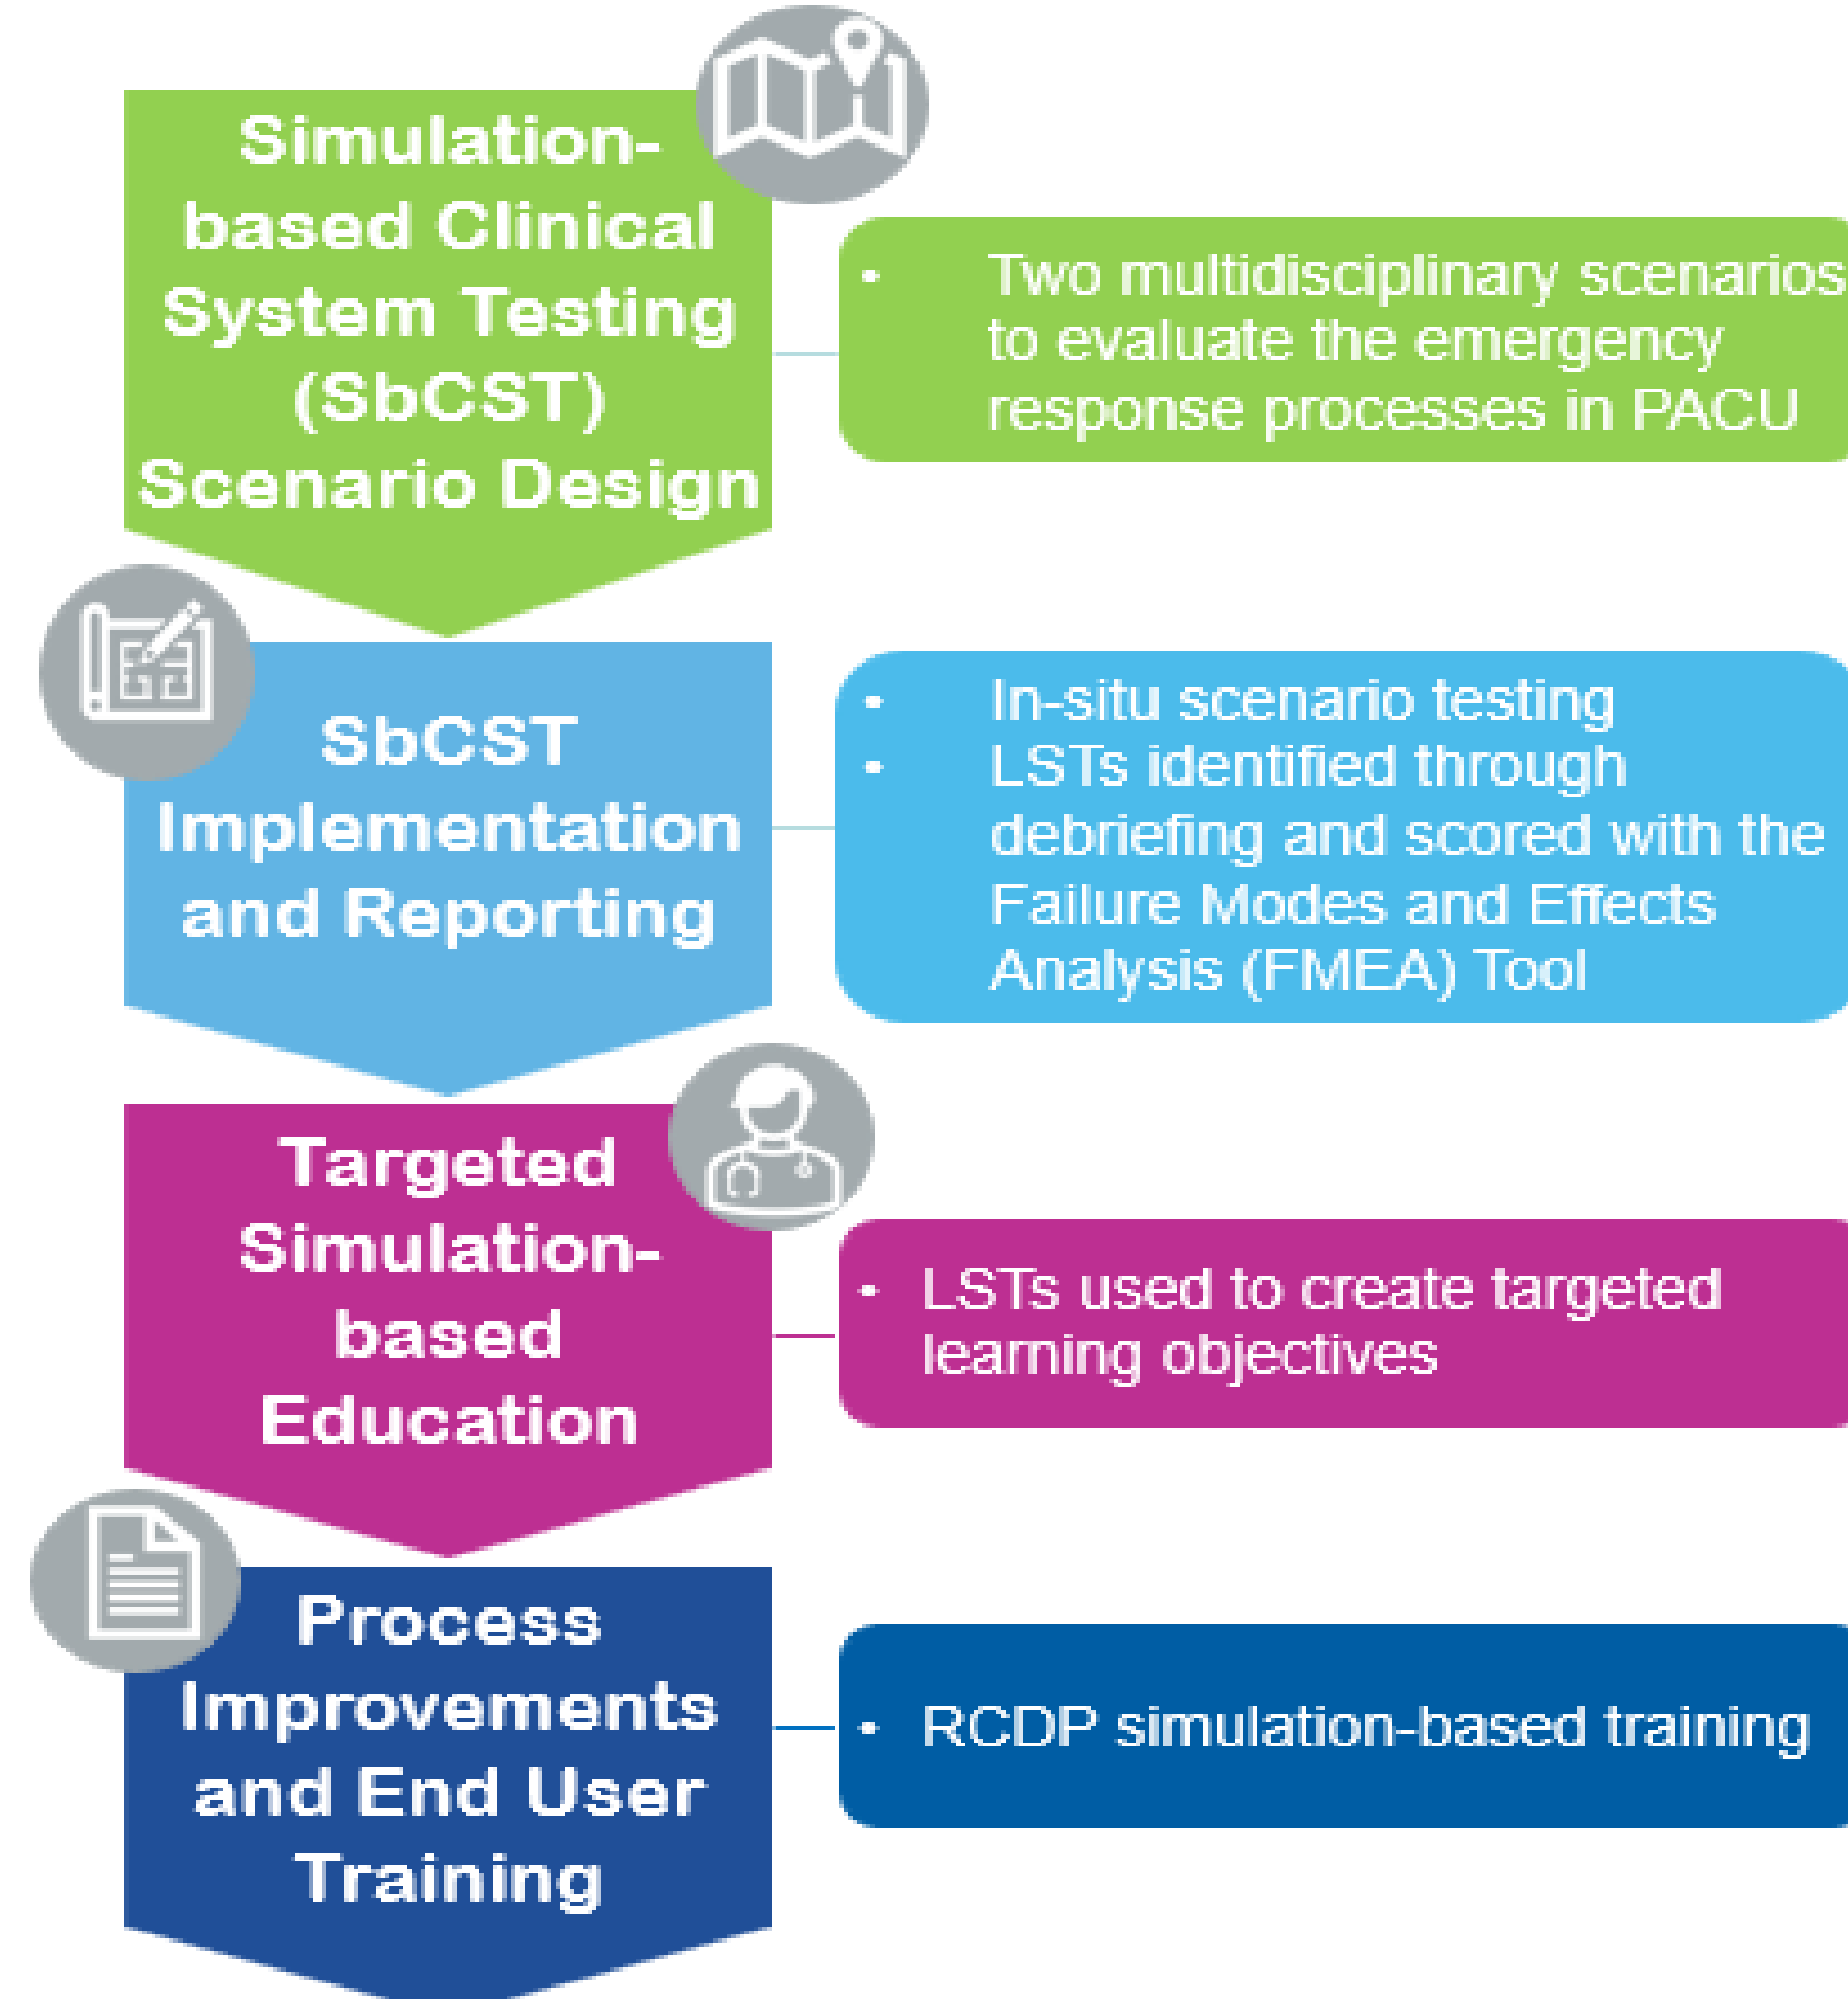 Simulation-
based Clinical
System Testing
(SbCST)
Scenario Design
• Two multidisciplinary scenarios
to evaluate the emergency
response processes in PACU
SbCST
Implementation
and Reporting
• In-situ scenario testing
• LSTs identified through
debriefing and scored with the
Failure Modes and Effects
Analysis (FMEA) Tool
Targeted
Simulation-
based
Education
• LSTs used to create targeted
learning objectives
Process
Improvements
and End User
Training
• RCDP simulation-based training